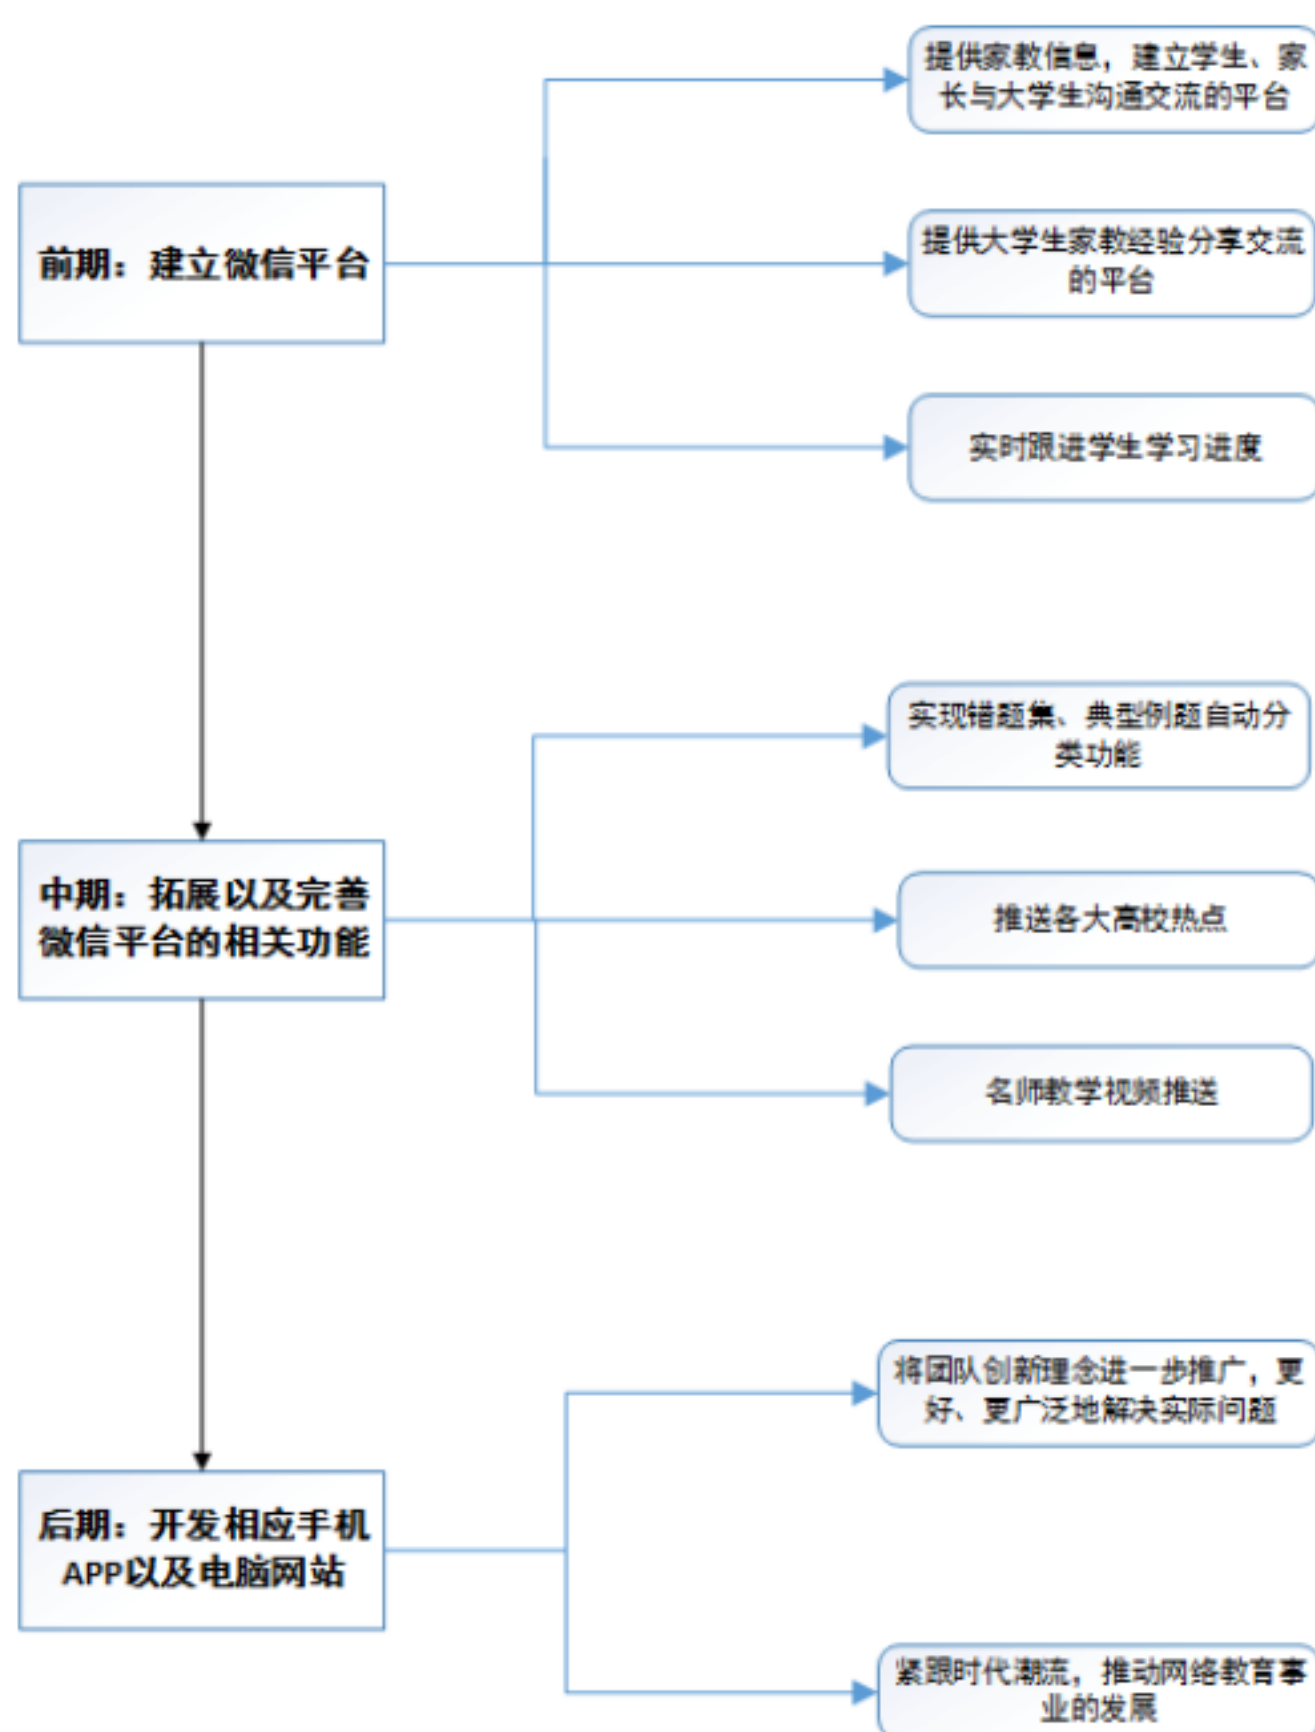 前期：建立微信平台
提供家教信息，建立学生、家
长与大学生沟通交流的平台
提供大学生家教经验分享交流
的平台
实时跟进学生学习进度
中期：拓展以及完善
微信平台的相关功能
实现错题集、典型例题自动分
类功能
推送各大高校热点
名师教学视频推送
后期：开发相应手机
APP以及电脑网站
将团队创新理念进一步推广，更
好、更广泛地解决实际问题
紧跟时代潮流，推动网络教育事
业的发展